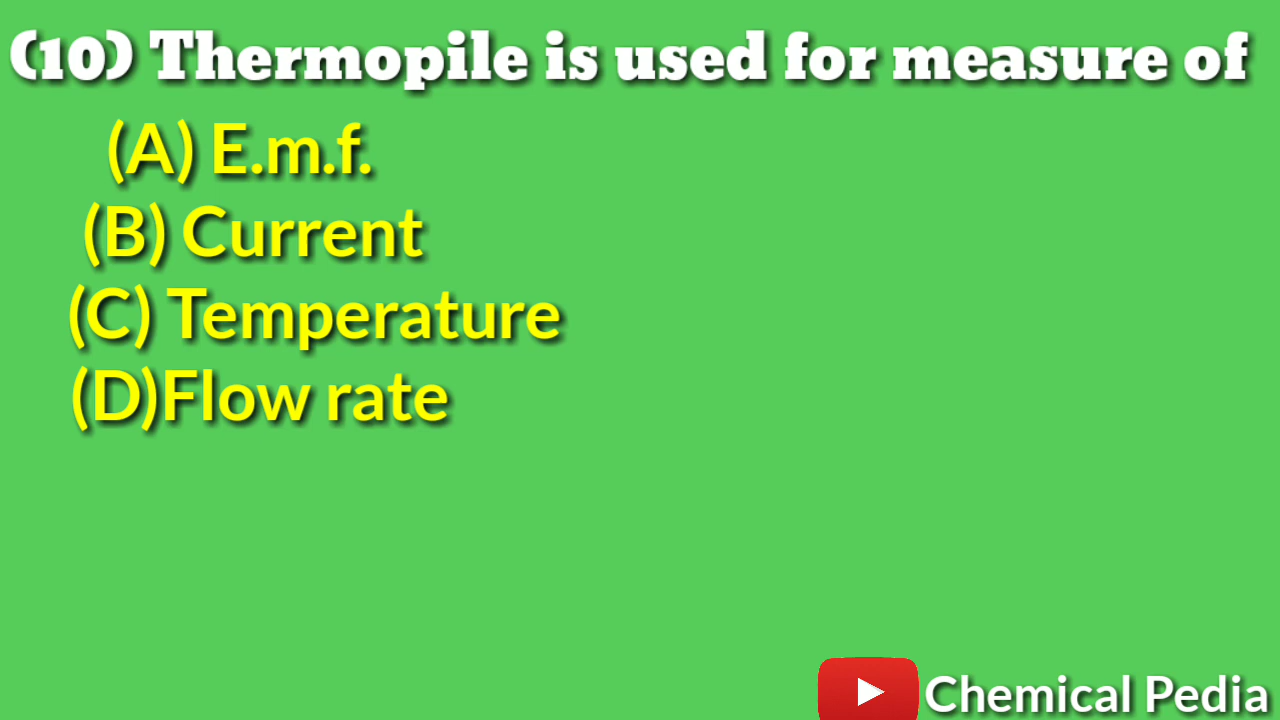 (10) Thermopile is used for measure of
(A) E.m.f.
(B) Current
(C) Temperature
(D)Flow rate
Chemical Pedia